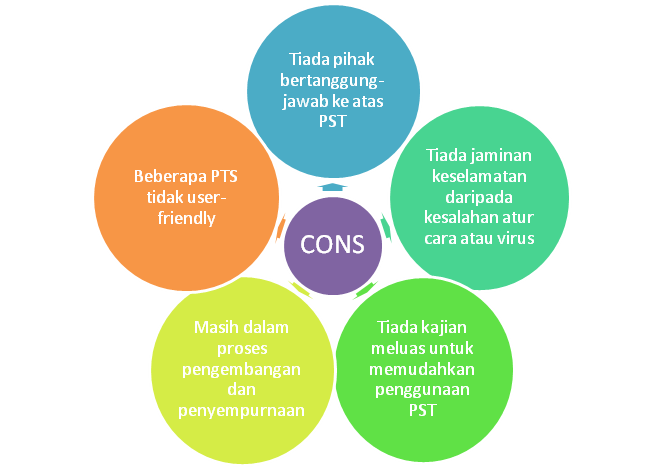 Tiada pihak
bertanggung-
jawab ke atas
PST
Tiada jaminan
keselamatan
daripada
kesalahan atur
cara atau virus
Tiada kajian
meluas untuk
memudahkan
penggunaan
PST
Masih dalam
proses
pengembangan
dan
penyempurnaan
Beberapa PTS
tidak user-
friendly
CONS